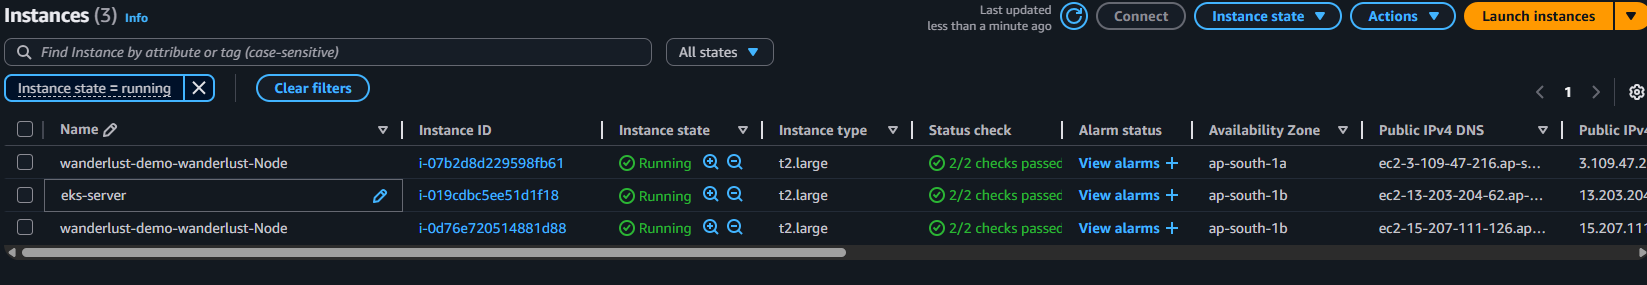 Instances (3) Info
Last updated
less than a minute ago
Connect
Instance state
Actions
Launch instances
Find Instance by attribute or tag (case-sensitive)
All states
Instance state = running
Clear filters
1
Name Instance ID Instance state Instance type Status check Alarm status Availability Zone Public IPv4 DNS Public IPv4
wanderlust-demo-wanderlust-Node i-07b2d8d229598fb61 Running t2.large 2/2 checks passed View alarms + ap-south-1a ec2-3-109-47-216.ap-s... 3.109.47.2
eks-server i-019cdbc5ee51d1f18 Running t2.large 2/2 checks passed View alarms + ap-south-1b ec2-13-203-204-62.ap-... 13.203.204
wanderlust-demo-wanderlust-Node i-0d76e720514881d88 Running t2.large 2/2 checks passed View alarms + ap-south-1b ec2-15-207-111-126.ap... 15.207.111